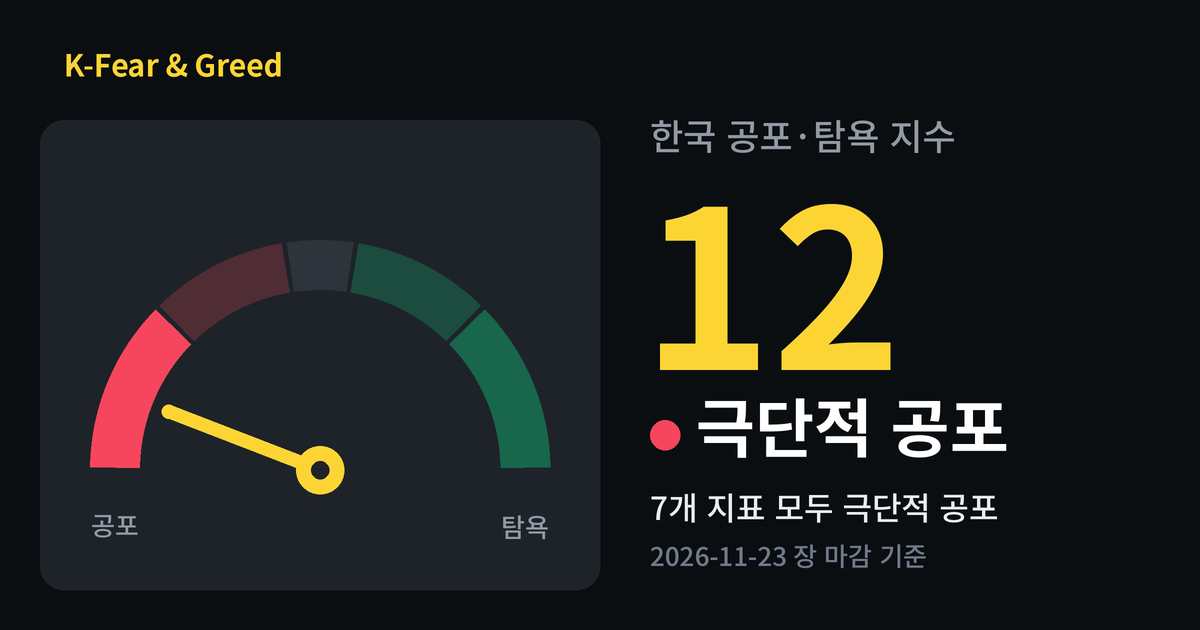 K-Fear & Greed
한국 공포·탐욕 지수
12
극단적 공포
7개 지표 모두 극단적 공포
2026-11-23 장 마감 기준
공포
탐욕